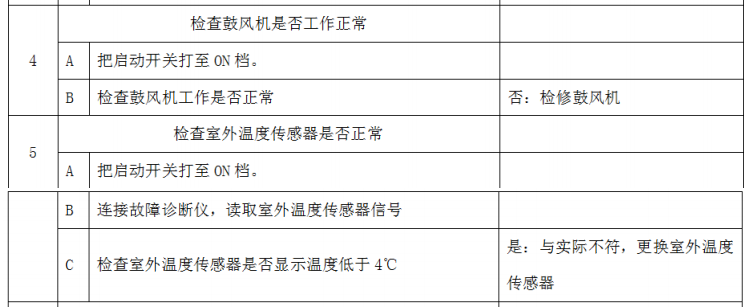 检查鼓风机是否工作正常
4
A 把启动开关打至 ON 档。
B 检查鼓风机工作是否正常 否：检修鼓风机
检查室外温度传感器是否正常
5
A 把启动开关打至 ON 档。
B 连接故障诊断仪，读取室外温度传感器信号
C 检查室外温度传感器是否显示温度低于 4℃ 是：与实际不符，更换室外温度
传感器